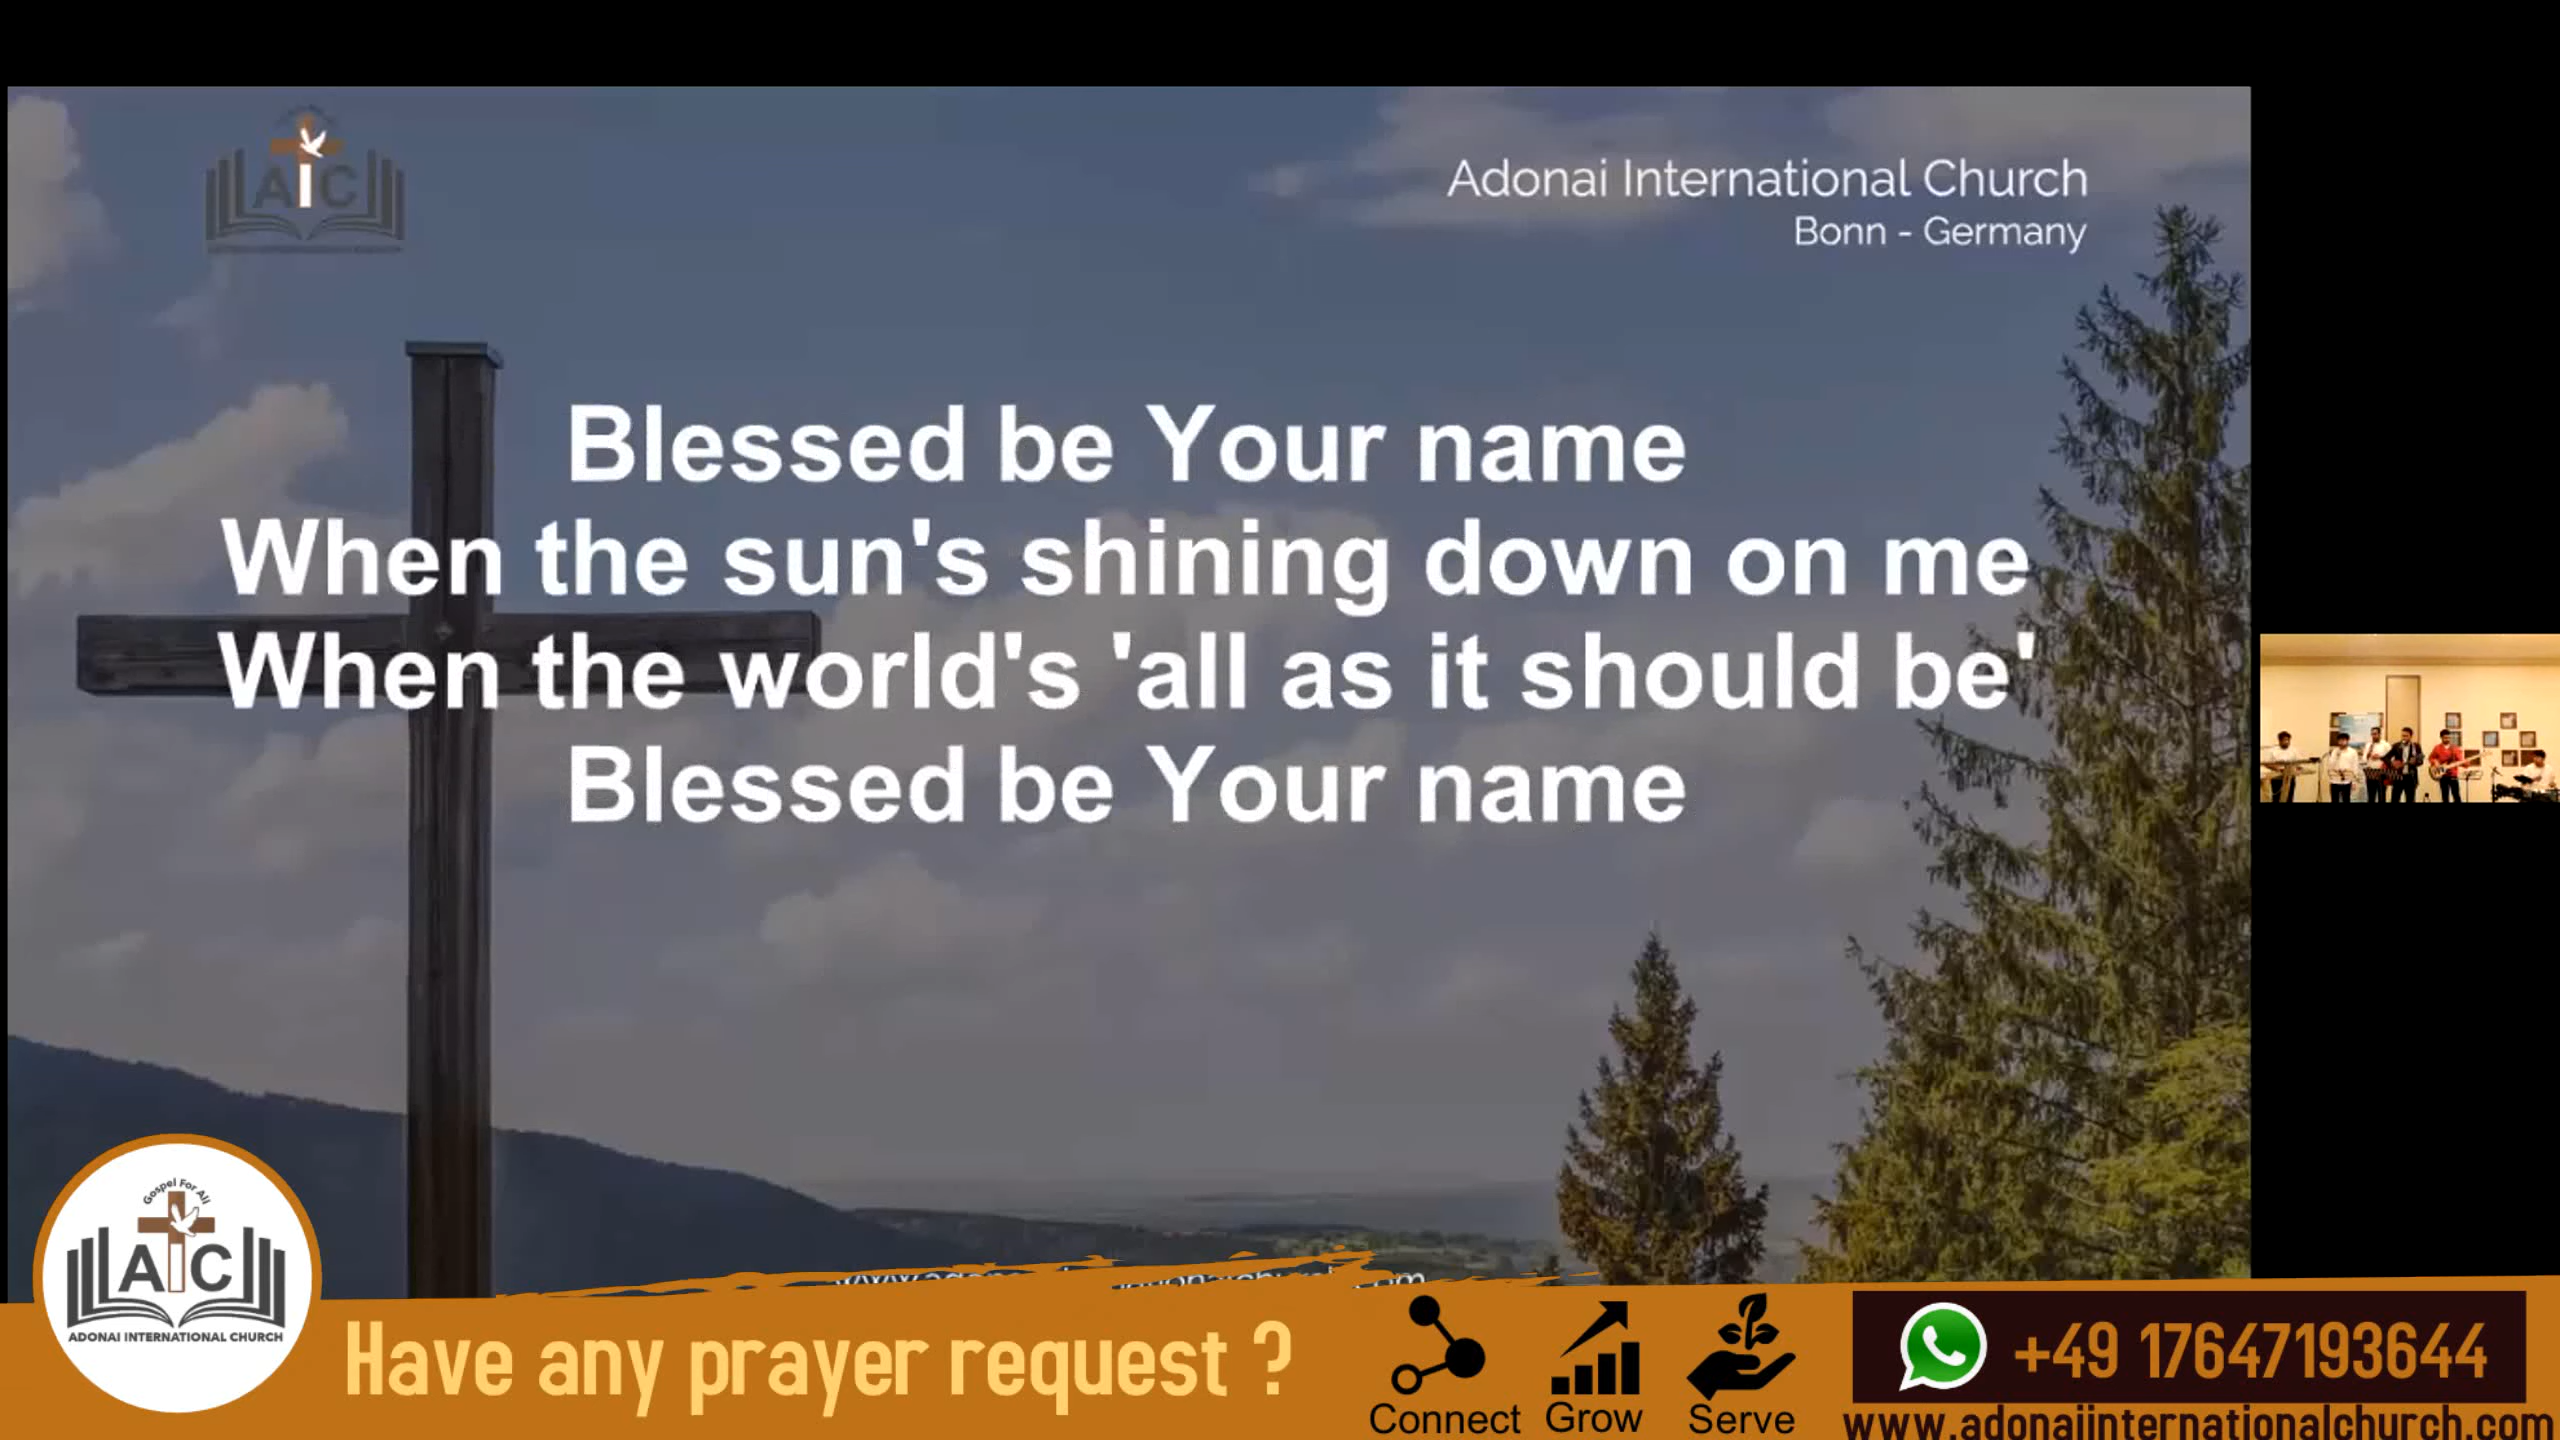 AIC
Adonai International Church
Bonn - Germany
Blessed be Your name
When the sun's shining down on me
When the world's 'all as it should be'
Blessed be Your name
Gospel For All
AIC
ADONAI INTERNATIONAL CHURCH
Have any prayer request ?
Connect
Grow
Serve
+49 17647193644
www.adonaiinternationalchurch.com